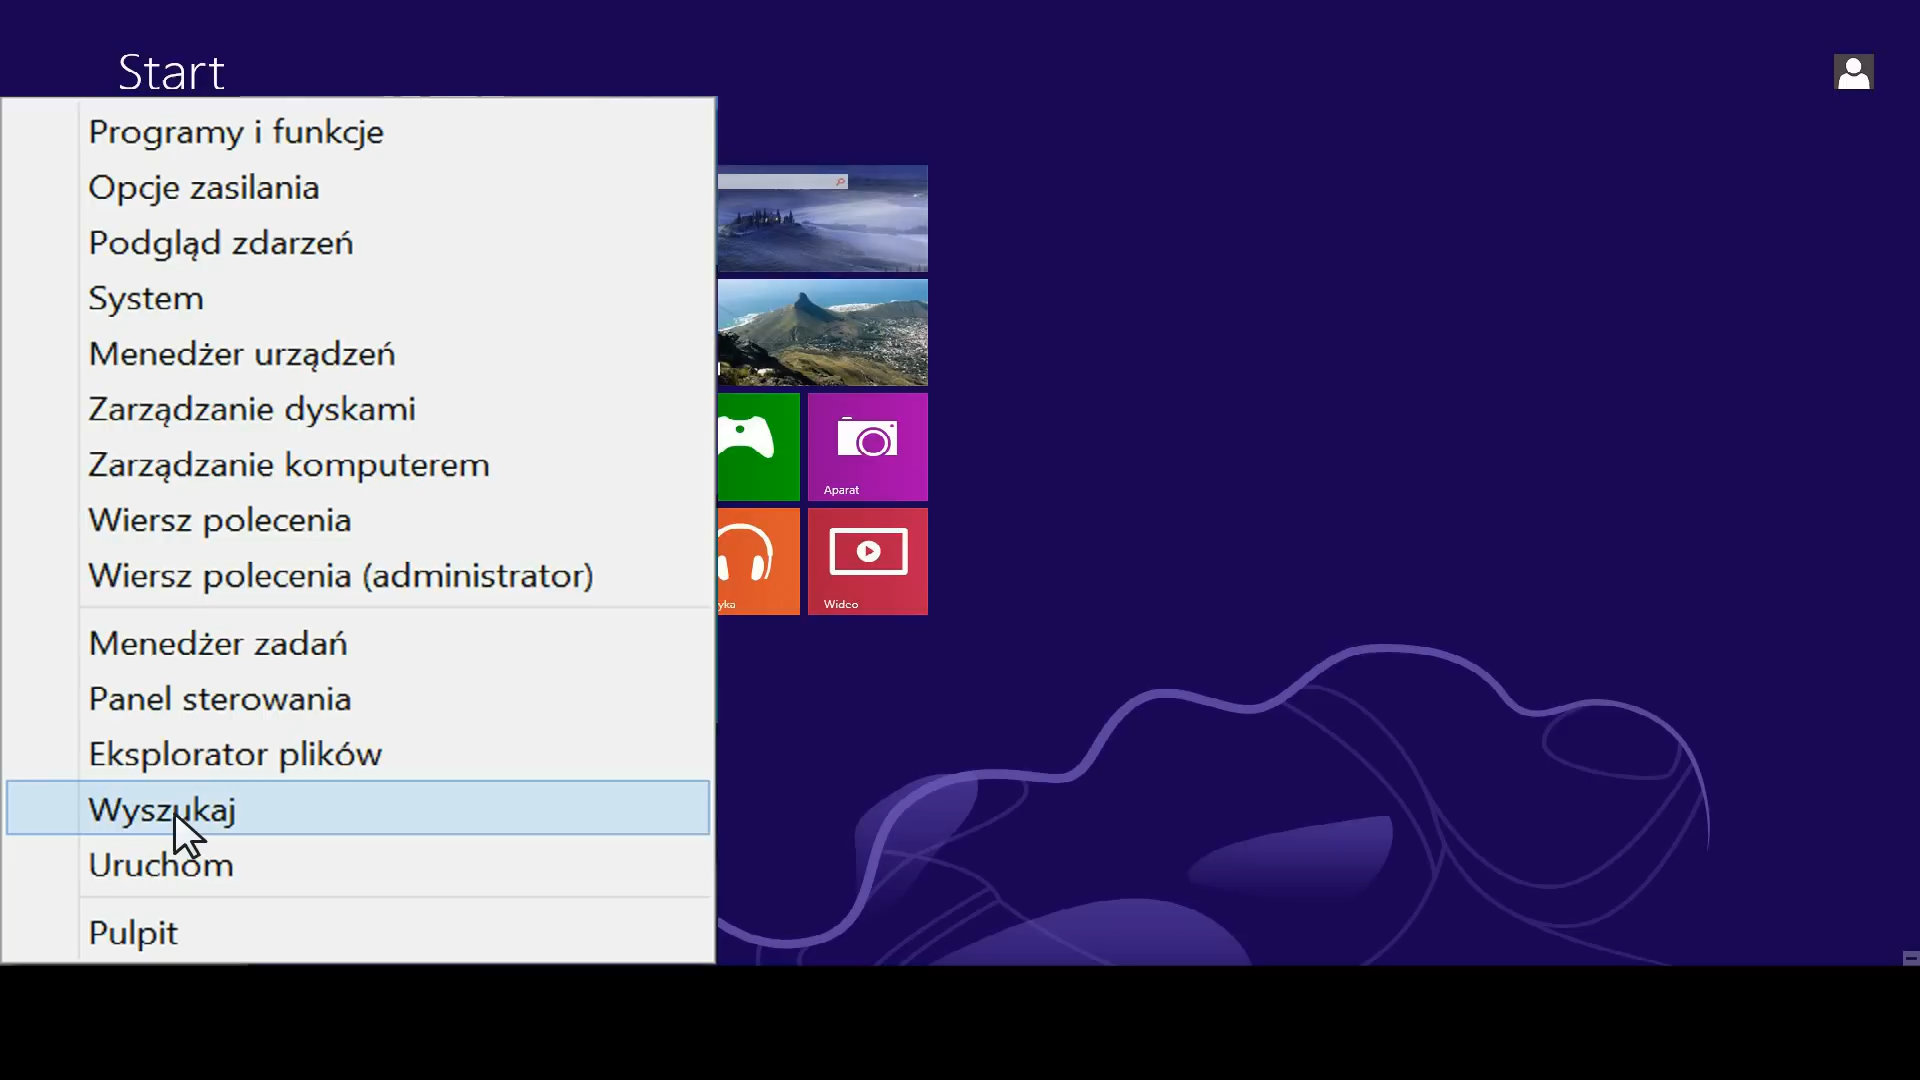 Start
Programy i funkcje
Opcje zasilania
Podgląd zdarzeń
System
Menedżer urządzeń
Zarządzanie dyskami
Zarządzanie komputerem
Wiersz polecenia
Wiersz polecenia (administrator)
Menedżer zadań
Panel sterowania
Eksplorator plików
Wyszukaj
Uruchom
Pulpit
Aparat
yka
Wideo